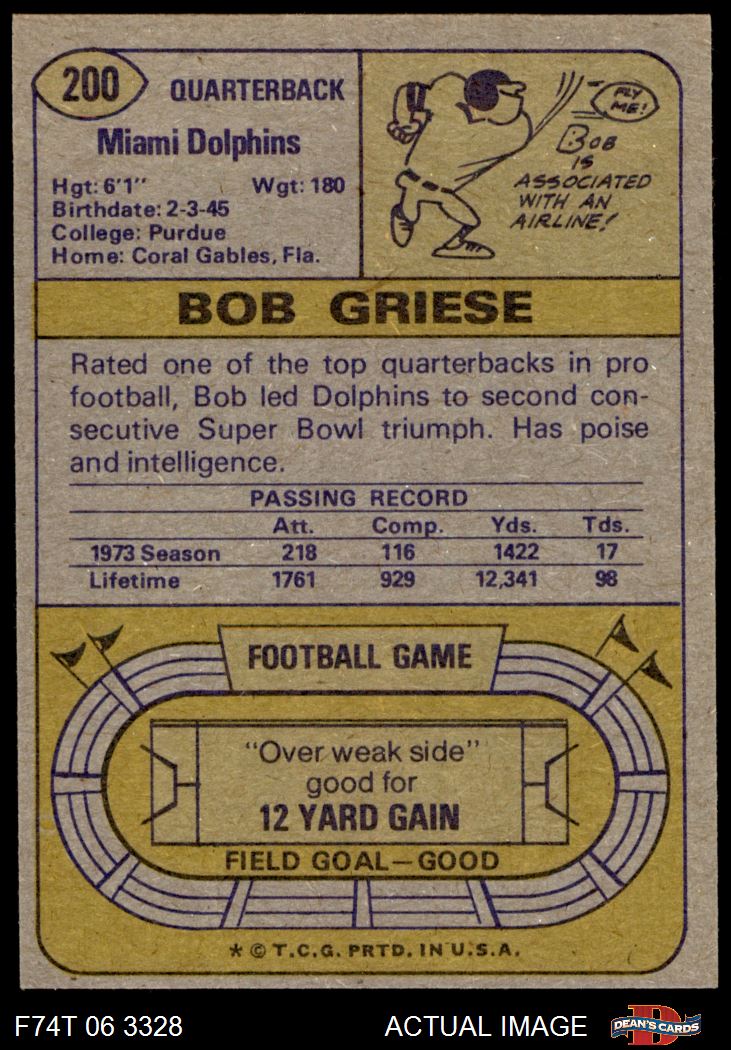 200 QUARTERBACK
Miami Dolphins
Hgt: 6'1" Wgt: 180
Birthdate: 2-3-45
College: Purdue
Home: Coral Gables, Fla.
FLY
ME!
BOB
IS
ASSOCIATED
WITH AN
AIRLINE!
BOB GRIESE
Rated one of the top quarterbacks in pro
football, Bob led Dolphins to second con-
secutive Super Bowl triumph. Has poise
and intelligence.
PASSING RECORD
Att. Comp. Yds. Tds.
1973 Season 218 116 1422 17
Lifetime 1761 929 12,341 98
FOOTBALL GAME
"Over weak side"
good for
12 YARD GAIN
FIELD GOAL—GOOD
* © T.C.G. PRTD. IN U.S.A.
F74T 06 3328 ACTUAL IMAGE
D
DEAN'S CARDS